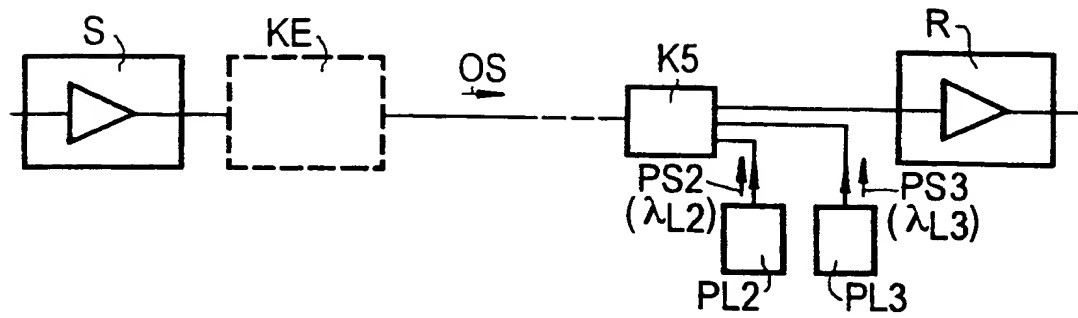 S
KE
OS
K5
R
PS2
(λL2)
PS3
(λL3)
PL2
PL3